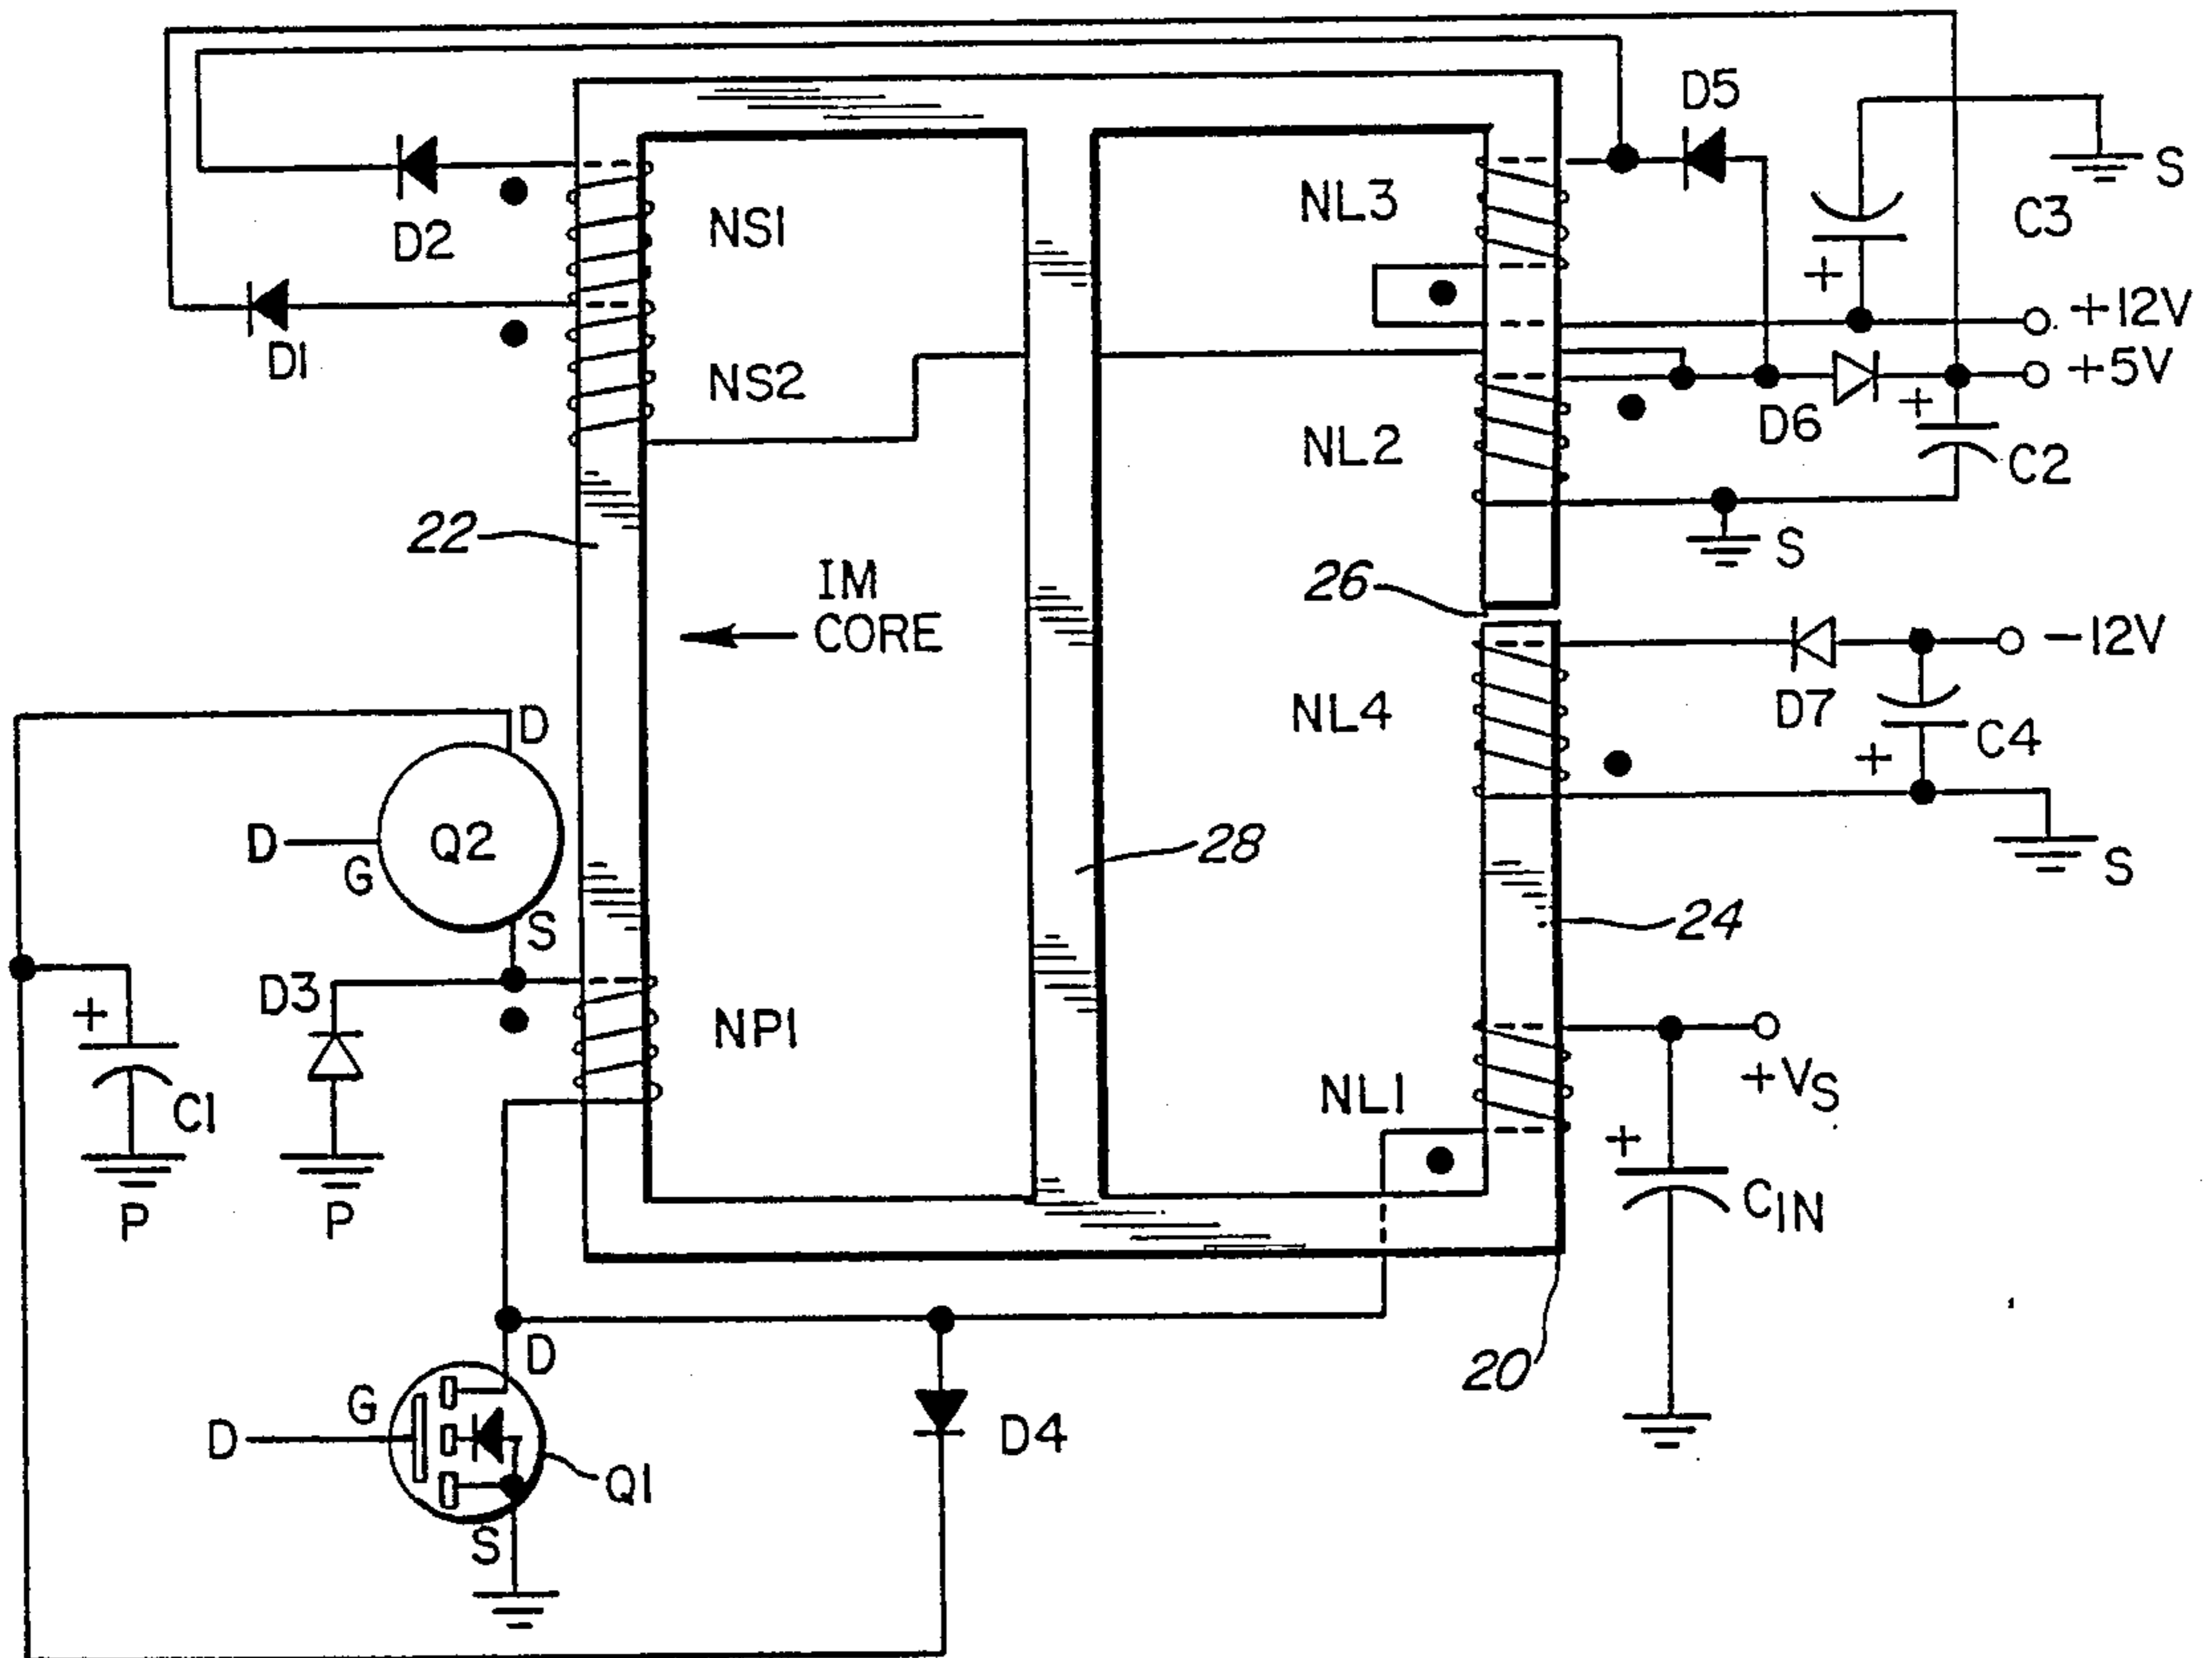 D5
S
D2
NS1
NL3
C3
+
+12V
D1
NS2
+5V
+
D6
NL2
C2
22
S
IM
CORE
26
-12V
NL4
D7
C4
+
D
D
Q2
G
28
S
S
24
D3
+
NP1
C1
NL1
+VS
+
CIN
P
P
D
20
G
D
D4
Q1
S